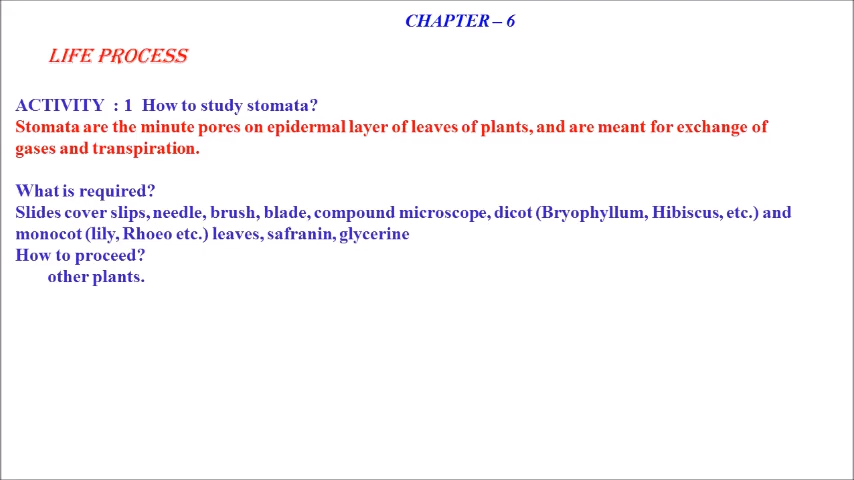 CHAPTER – 6
LIFE PROCESS
ACTIVITY : 1 How to study stomata?
Stomata are the minute pores on epidermal layer of leaves of plants, and are meant for exchange of
gases and transpiration.
What is required?
Slides cover slips, needle, brush, blade, compound microscope, dicot (Bryophyllum, Hibiscus, etc.) and
monocot (lily, Rhoeo etc.) leaves, safranin, glycerine
How to proceed?
other plants.